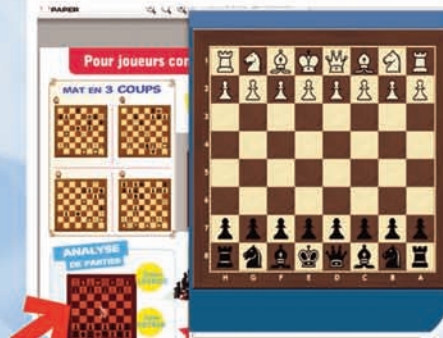 PAPER
Pour joueurs con
MAT EN 3 COUPS
ANALYSE
DE PARTIES
1
2
3
4
5
6
7
8
H G F E D C B A